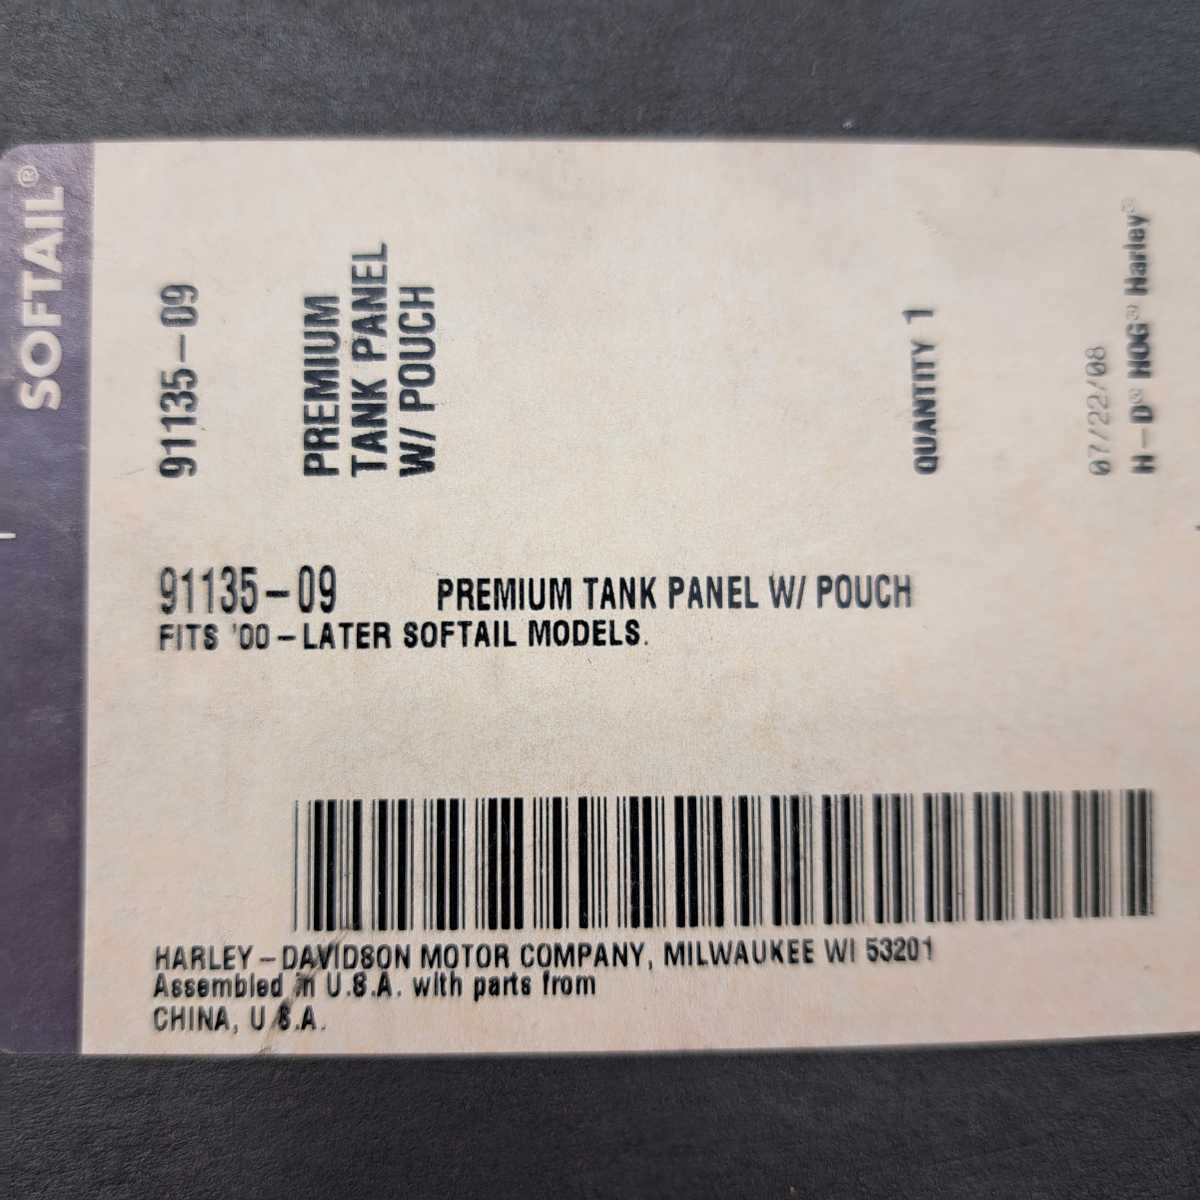 SOFTAIL®
91135-09
PREMIUM
TANK PANEL
W/ POUCH
QUANTITY 1
07/22/08
H-D® HOG® Harley®
91135-09 PREMIUM TANK PANEL W/ POUCH
FITS '00-LATER SOFTAIL MODELS.
HARLEY-DAVIDSON MOTOR COMPANY, MILWAUKEE WI 53201
Assembled in U.S.A. with parts from
CHINA, U.S.A.